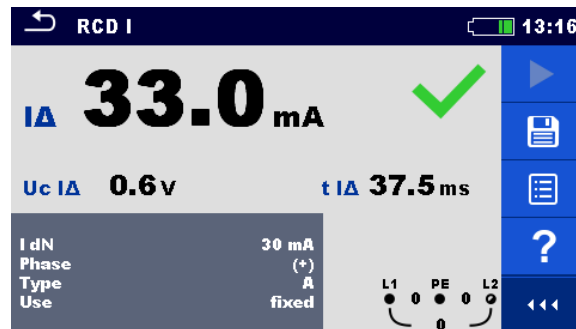 RCD I 13:16
IΔ 33.0 mA
Uc IΔ 0.6 V t IΔ 37.5 ms
I dN 30 mA
Phase (+)
Type A
Use fixed
?
L1 PE L2
0 0
0